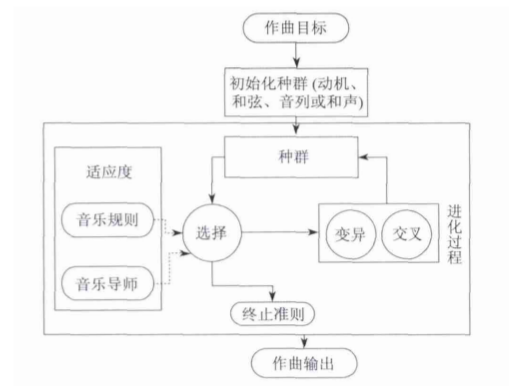 作曲目标
初始化种群(动机、
和弦、音列或和声)
种群
适应度
音乐规则
选择
变异
交叉
进化过程
音乐导师
终止准则
作曲输出